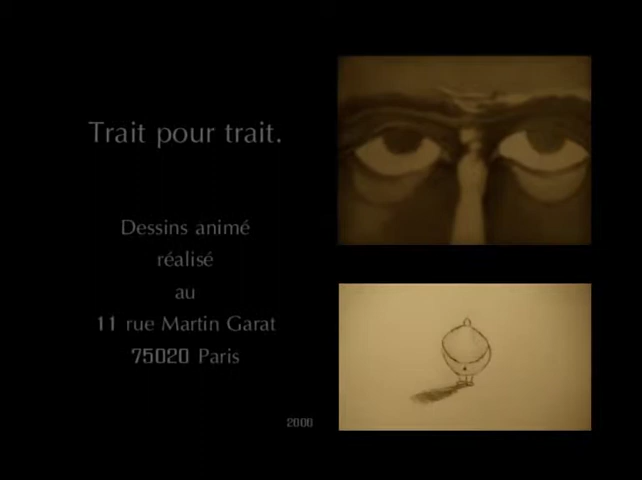 Trait pour trait.
Dessins animé
réalisé
au
11 rue Martin Garat
75020 Paris
2000